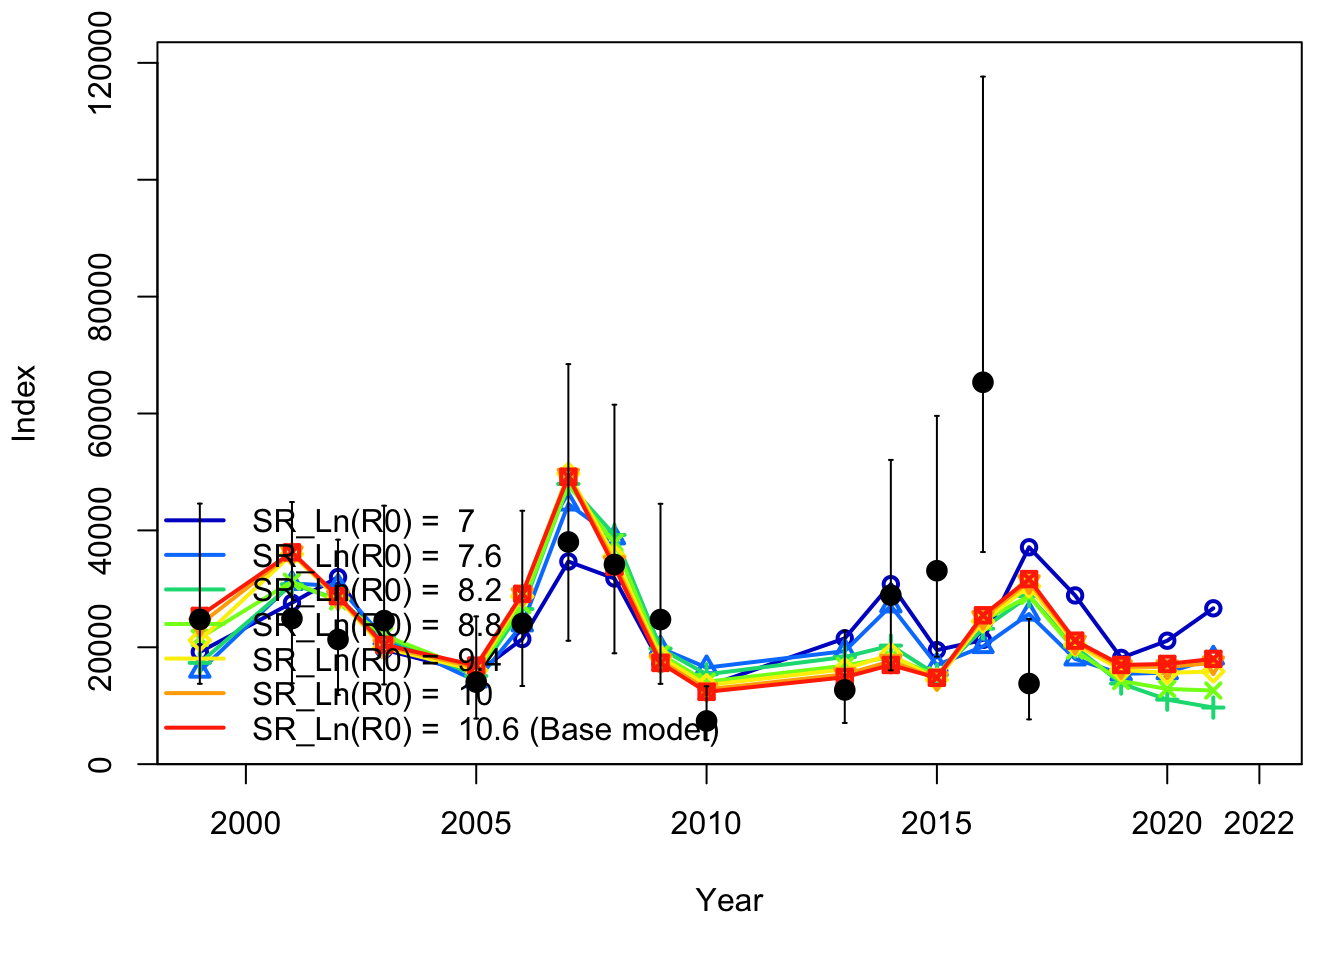 120000
80000
60000
40000
20000
0
Index
SR_Ln(R0) = 7
SR_Ln(R0) = 7.6
SR_Ln(R0) = 8.2
SR_Ln(R0) = 8.8
SR_Ln(R0) = 9.4
SR_Ln(R0) = 10
SR_Ln(R0) = 10.6 (Base model)
2000 2005 2010 2015 2020 2022
Year